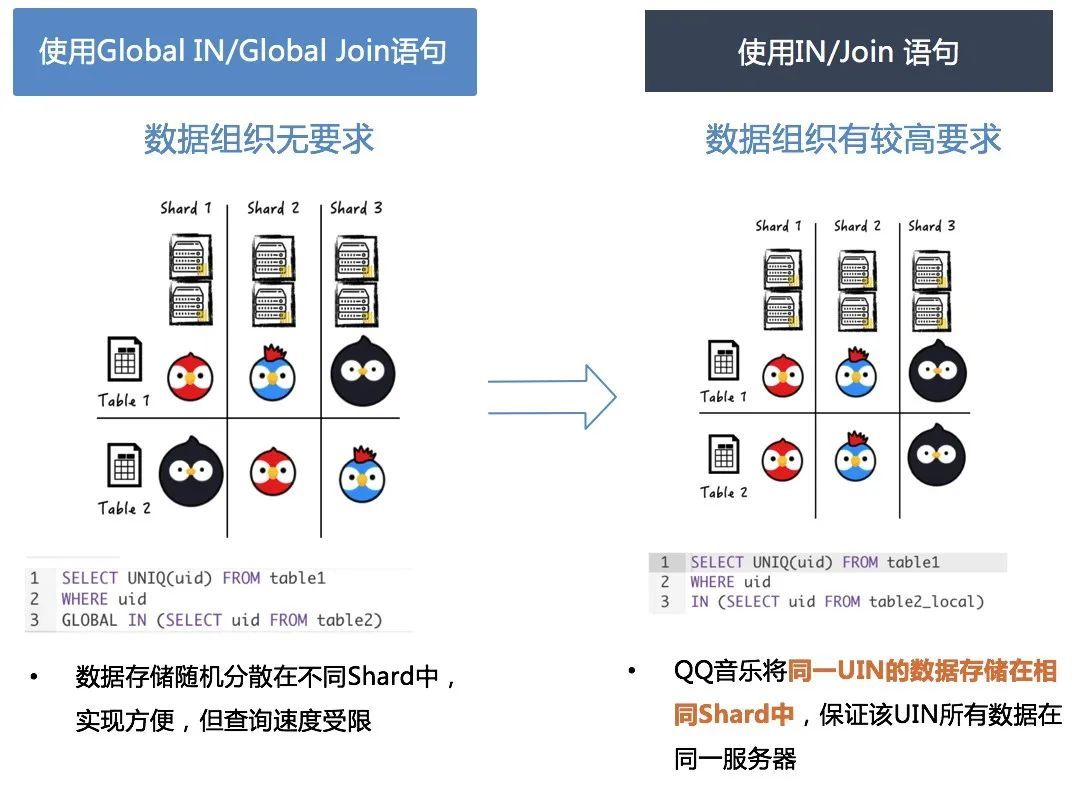 使用Global IN/Global Join语句
数据组织无要求
Shard 1 Shard 2 Shard 3
Table 1
Table 2
1 SELECT UNIQ(uid) FROM table1
2 WHERE uid
3 GLOBAL IN (SELECT uid FROM table2)
• 数据存储随机分散在不同Shard中，
实现方便，但查询速度受限
使用IN/Join 语句
数据组织有较高要求
Shard 1 Shard 2 Shard 3
Table 1
Table 2
1 SELECT UNIQ(uid) FROM table1
2 WHERE uid
3 IN (SELECT uid FROM table2_local)
• QQ音乐将同一UIN的数据存储在相
同Shard中，保证该UIN所有数据在
同一服务器